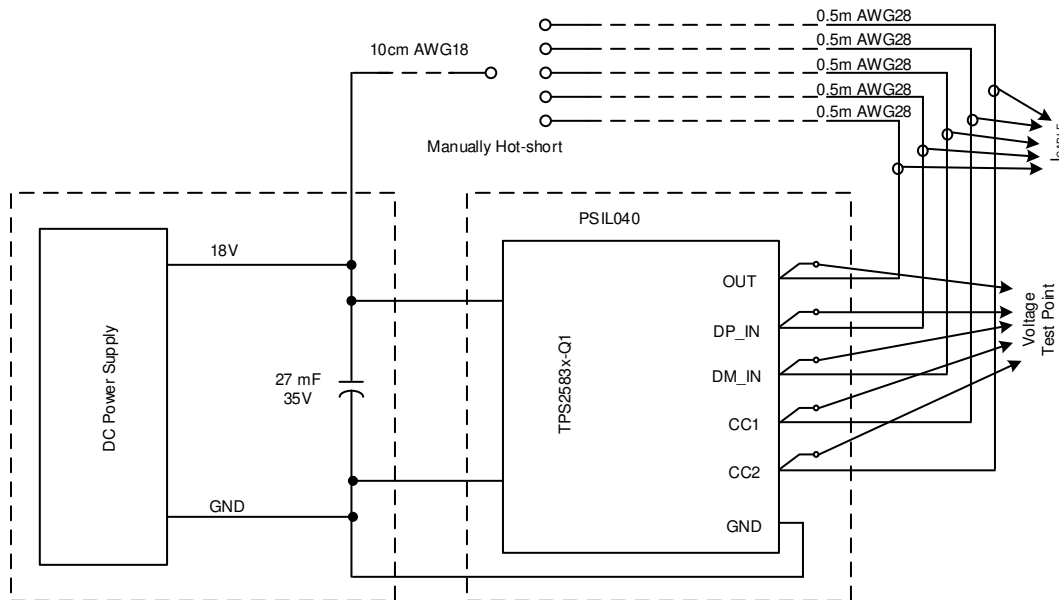 0.5m AWG28
0.5m AWG28
0.5m AWG28
0.5m AWG28
0.5m AWG28
10cm AWG18
Manually Hot-short
PSIL040
18V
OUT
DP_IN
DM_IN
CC1
CC2
GND
Voltage
Test Point
27 mF
35V
DC Power Supply
TPS2583x-Q1
GND